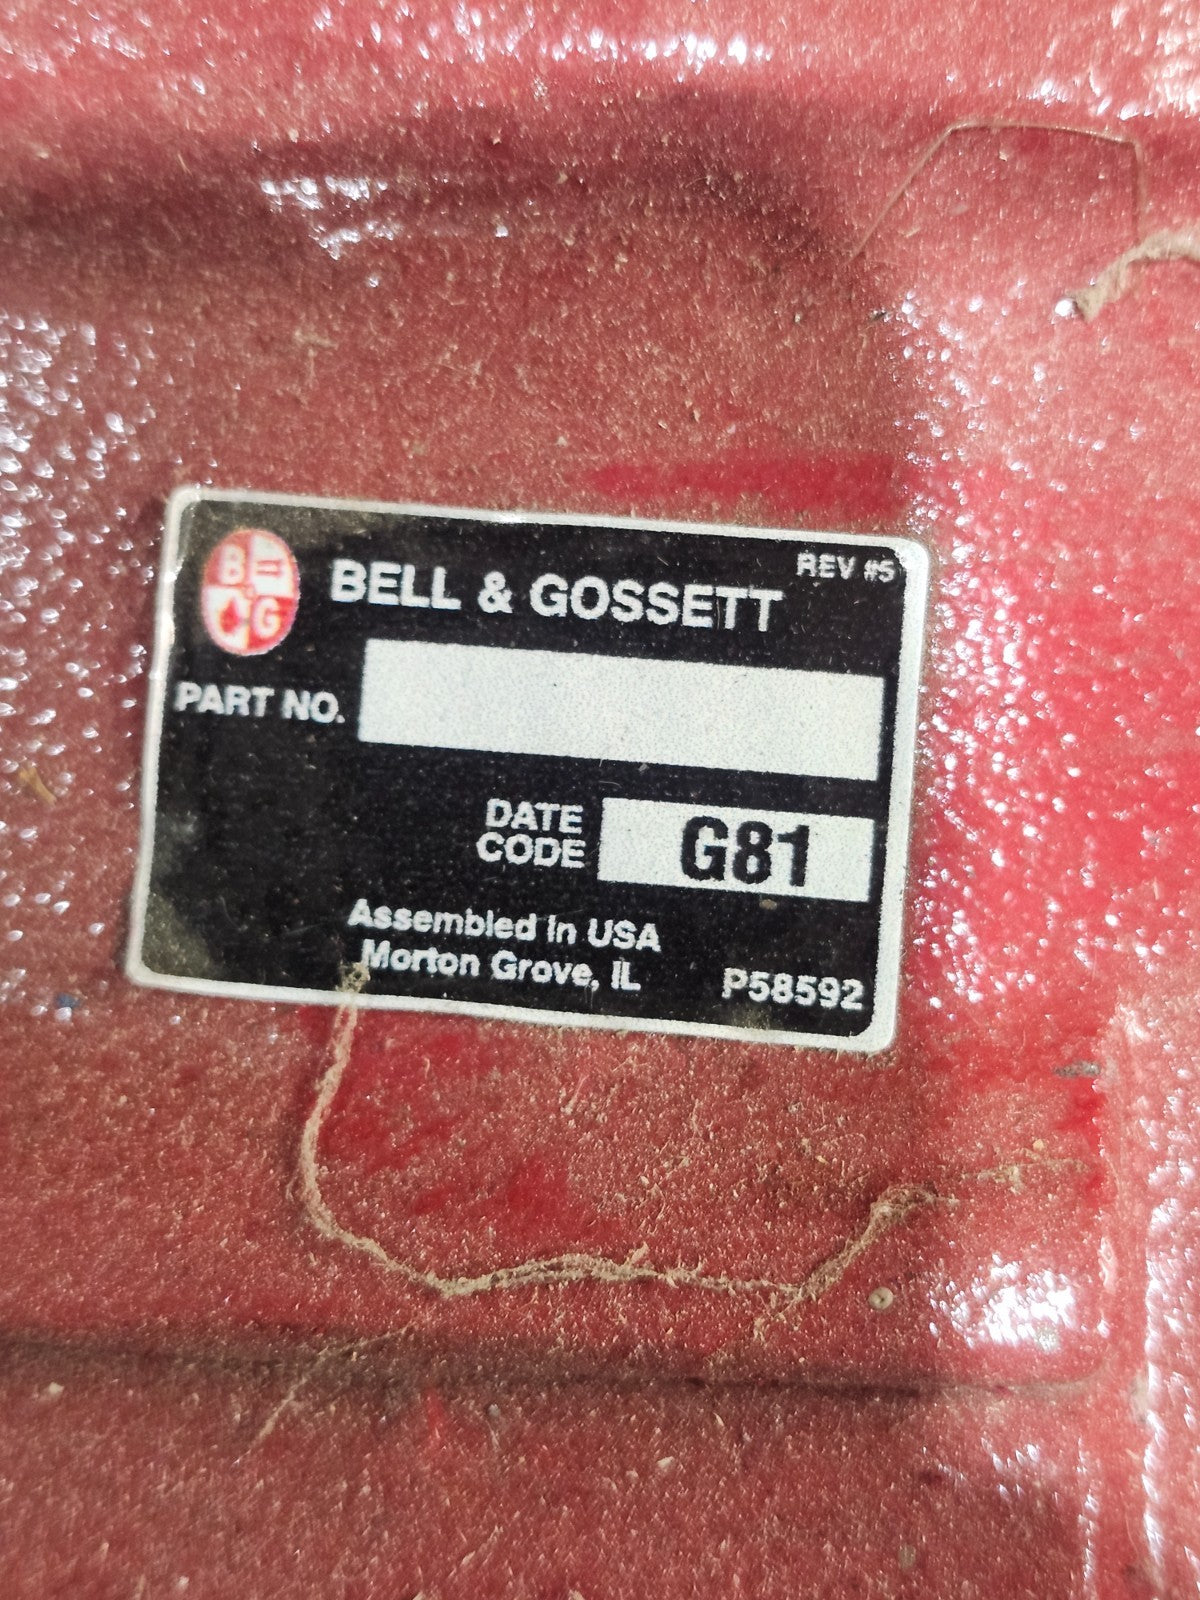 B G
BELL & GOSSETT
REV #5
PART NO.
DATE CODE
G81
Assembled in USA
Morton Grove, IL
P58592